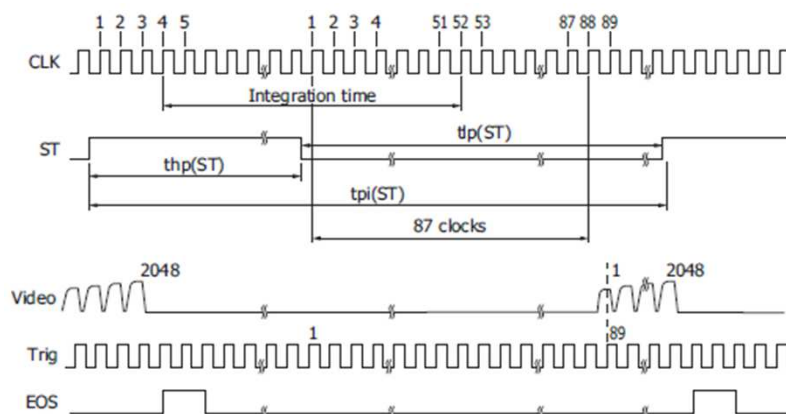 1 2 3 4 5 1 2 3 4 51 52 53 87 88 89
CLK
Integration time
ST
tlp(ST)
thp(ST)
tpi(ST)
87 clocks
2048 1 2048
Video
1 89
Trig
EOS